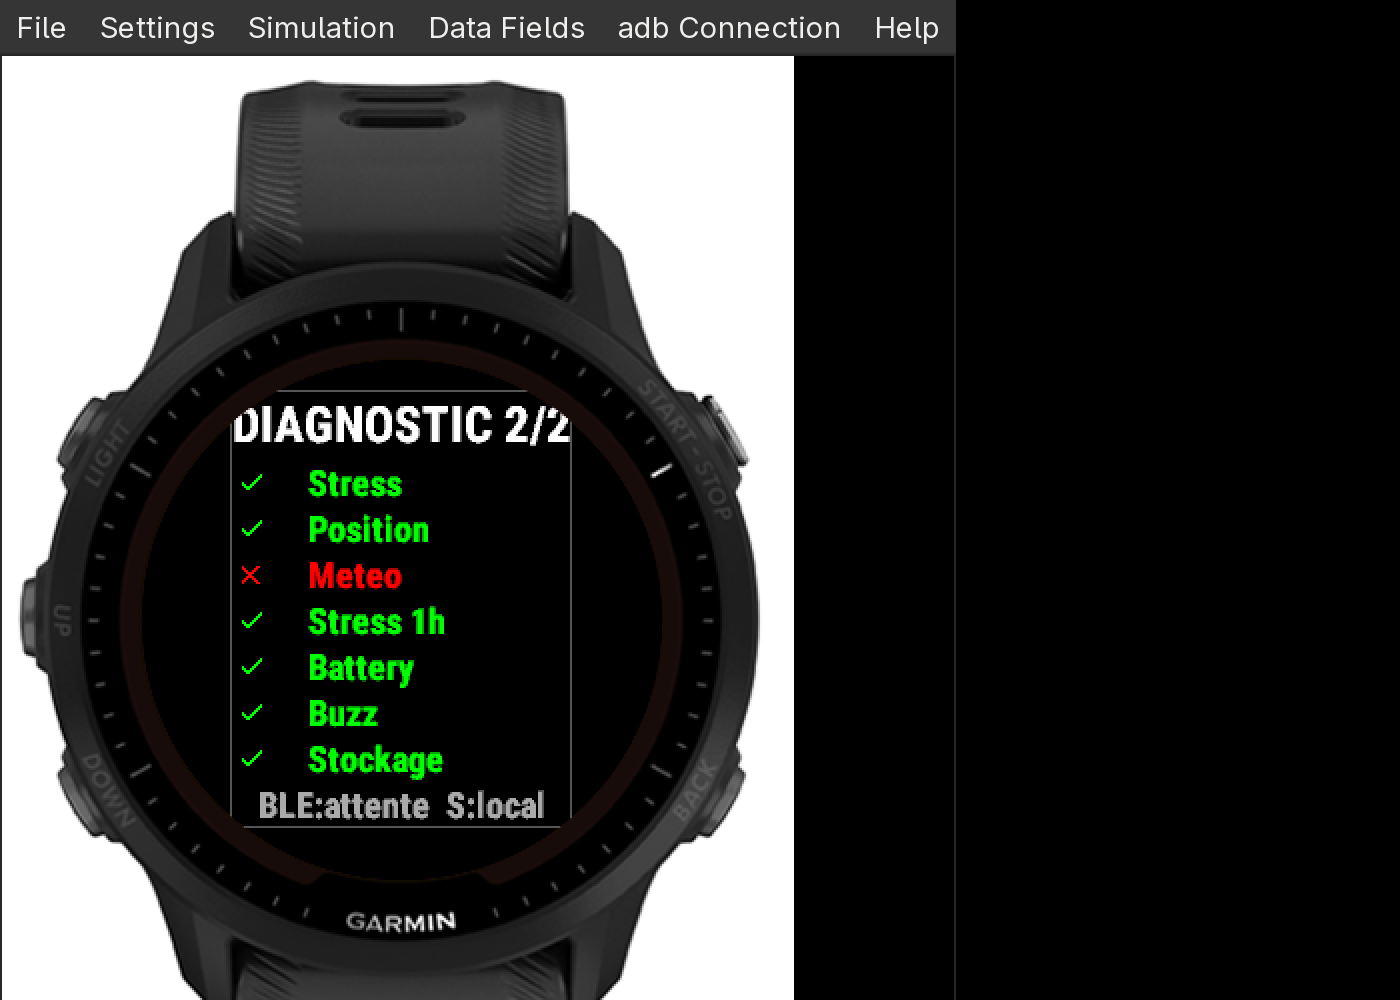 File Settings Simulation Data Fields adb Connection Help
START - STOP
LIGHT
DIAGNOSTIC 2/2
Stress
Position
Meteo
Stress 1h
UP
Battery
Buzz
Stockage
DOWN
BACK
BLE:attente S:local
GARMIN